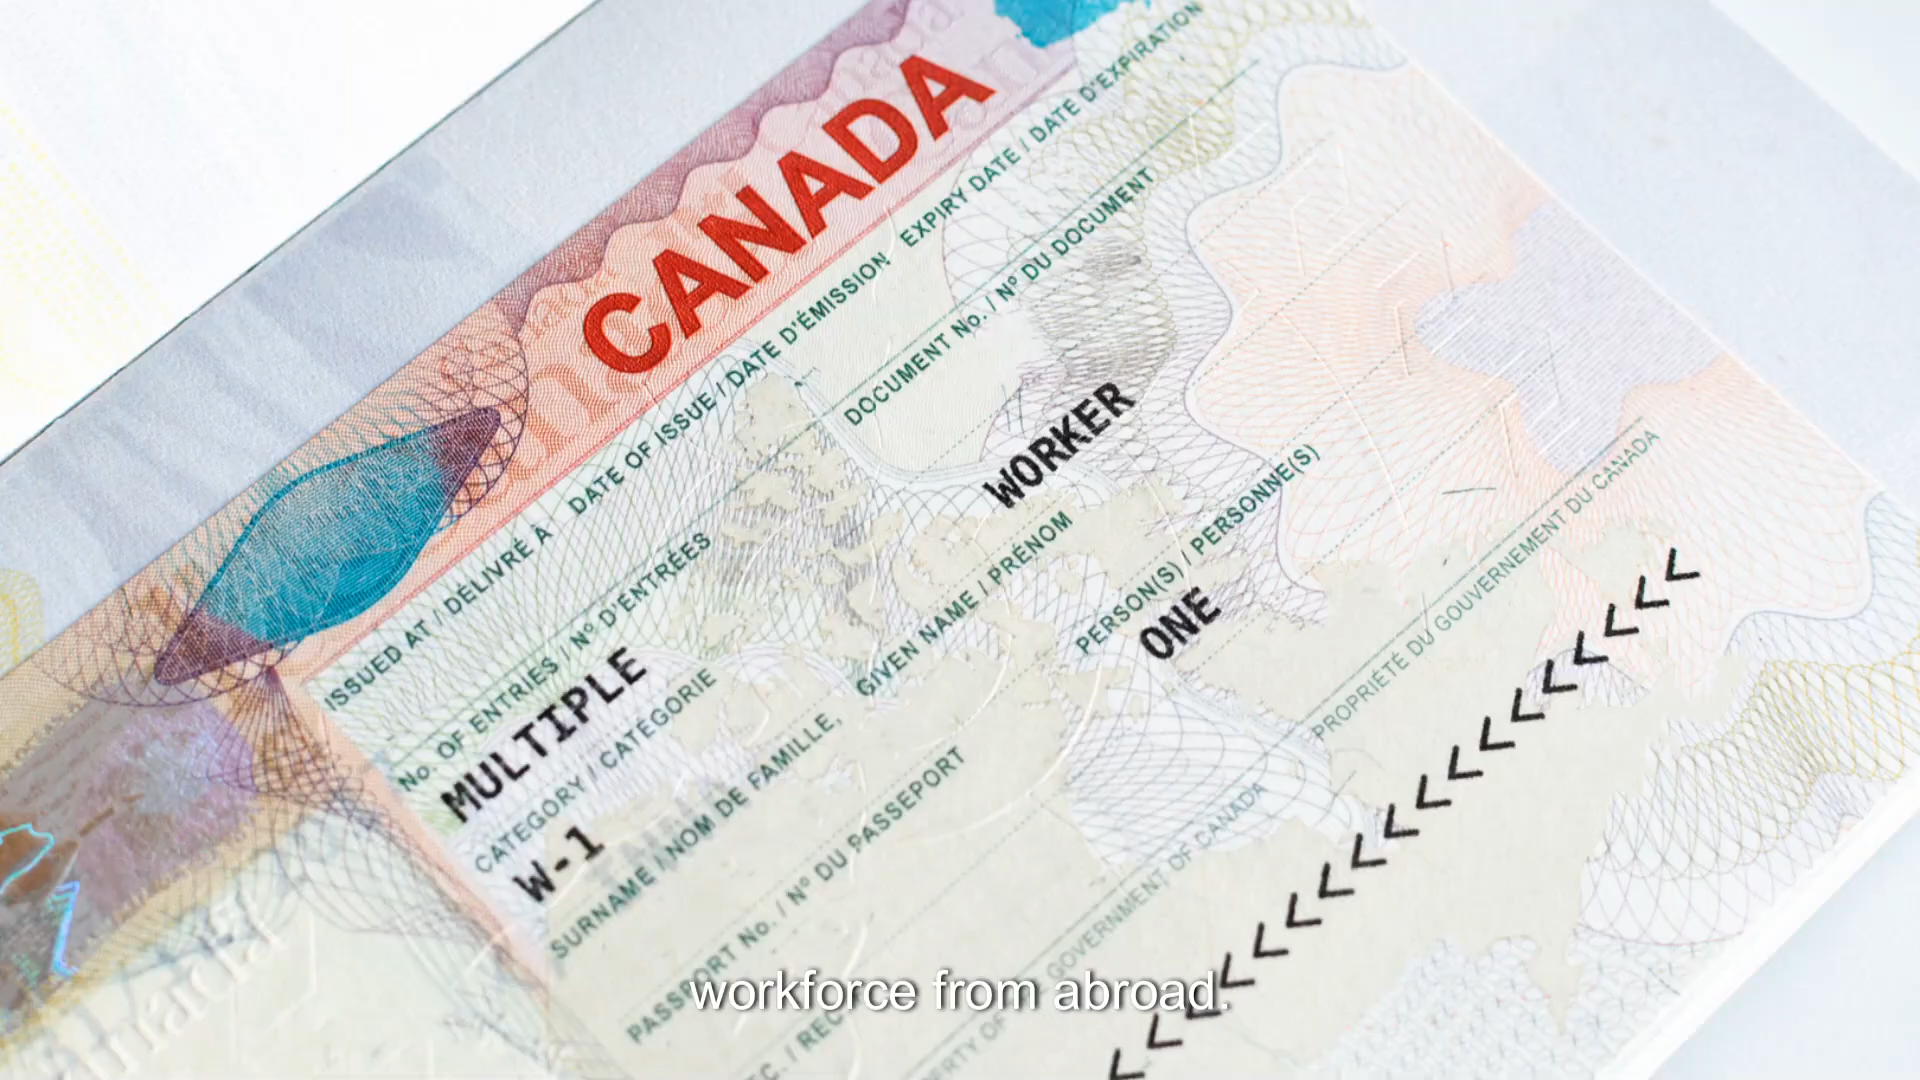 CANADA
ISSUED AT / DÉLIVRÉ À DATE OF ISSUE / DATE D'ÉMISSION EXPIRY DATE / DATE D'EXPIRATION
No. OF ENTRIES / Nº D'ENTRÉES DOCUMENT No. / Nº DU DOCUMENT
MULTIPLE WORKER
CATEGORY / CATÉGORIE GIVEN NAME / PRÉNOM PERSON(S) / PERSONNE(S)
W-1 ONE
SURNAME / NOM DE FAMILLE,
PASSPORT No. / Nº DU PASSEPORT
GOVERNMENT OF CANADA PROPRIÉTÉ DU GOUVERNEMENT DU CANADA
<<<<<<<<<<<<<<<<<<
workforce from abroad.